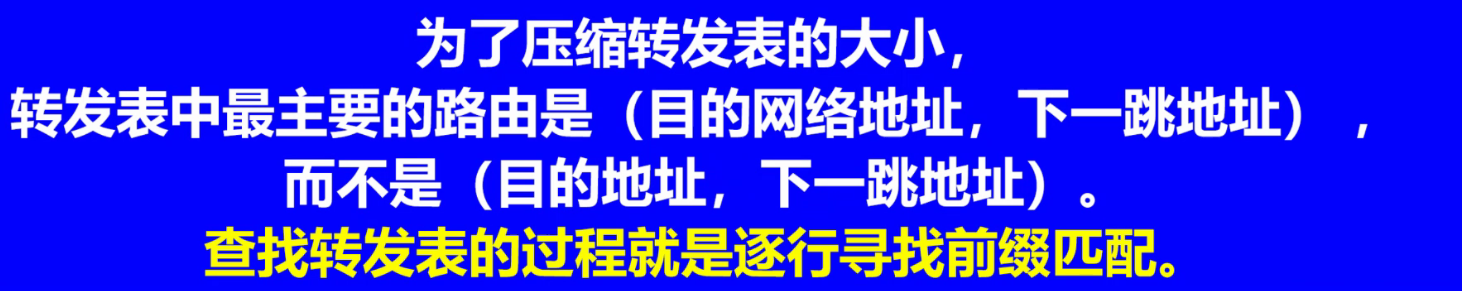 为了压缩转发表的大小，
转发表中最主要的路由是（目的网络地址，下一跳地址），
而不是（目的地址，下一跳地址）。
查找转发表的过程就是逐行寻找前缀匹配。